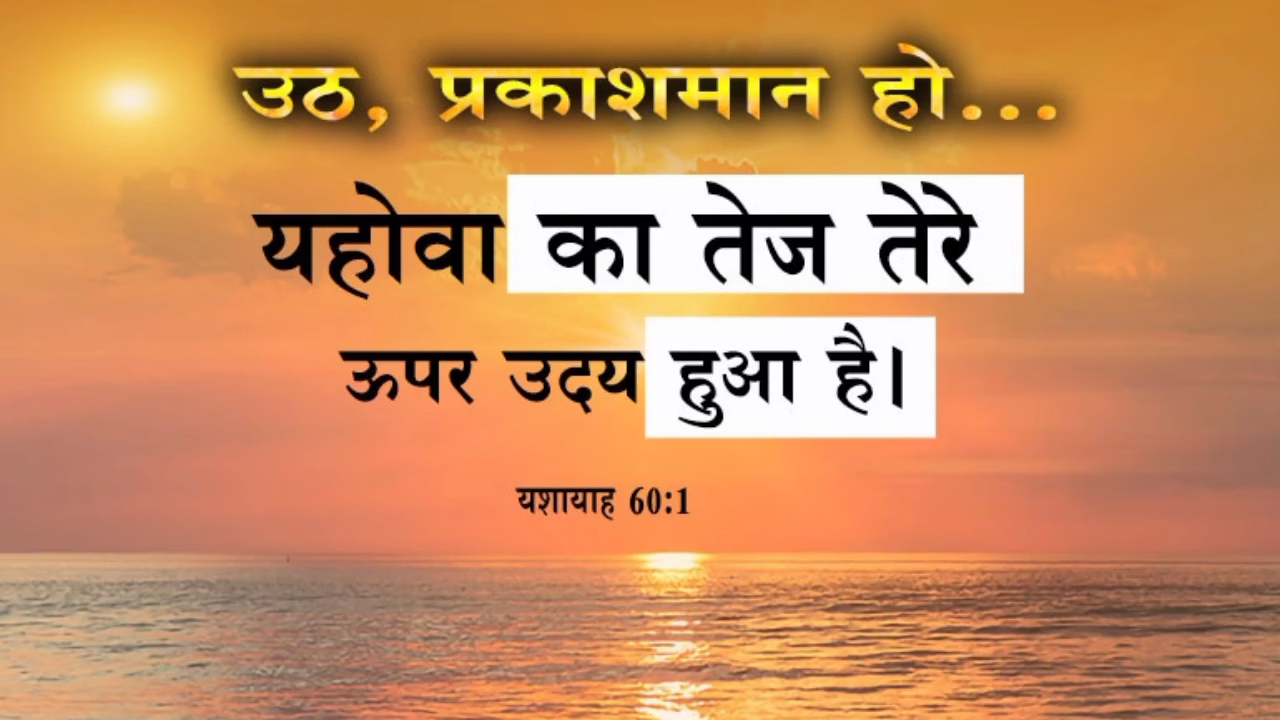 उठ, प्रकाशमान हो...
यहोवा का तेज तेरे
ऊपर उदय हुआ है।
यशायाह 60:1